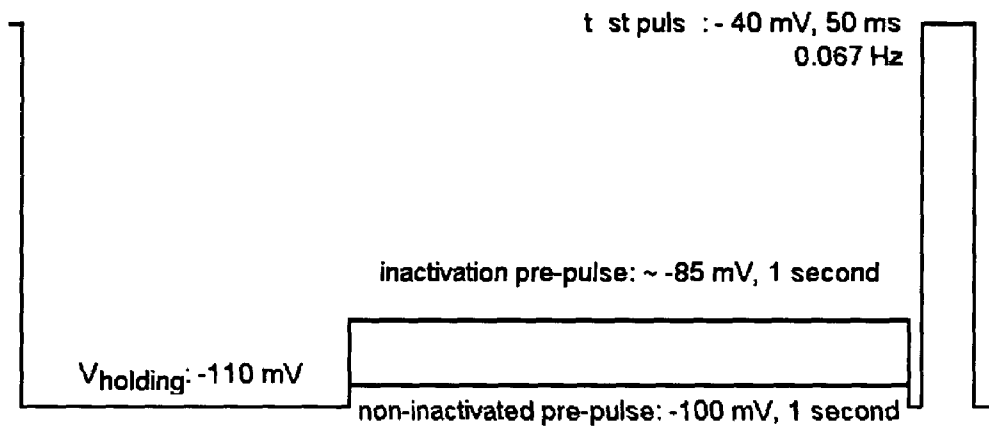 t st puls : - 40 mV, 50 ms
0.067 Hz
inactivation pre-pulse: ~ -85 mV, 1 second
Vholding: -110 mV
non-inactivated pre-pulse: -100 mV, 1 second